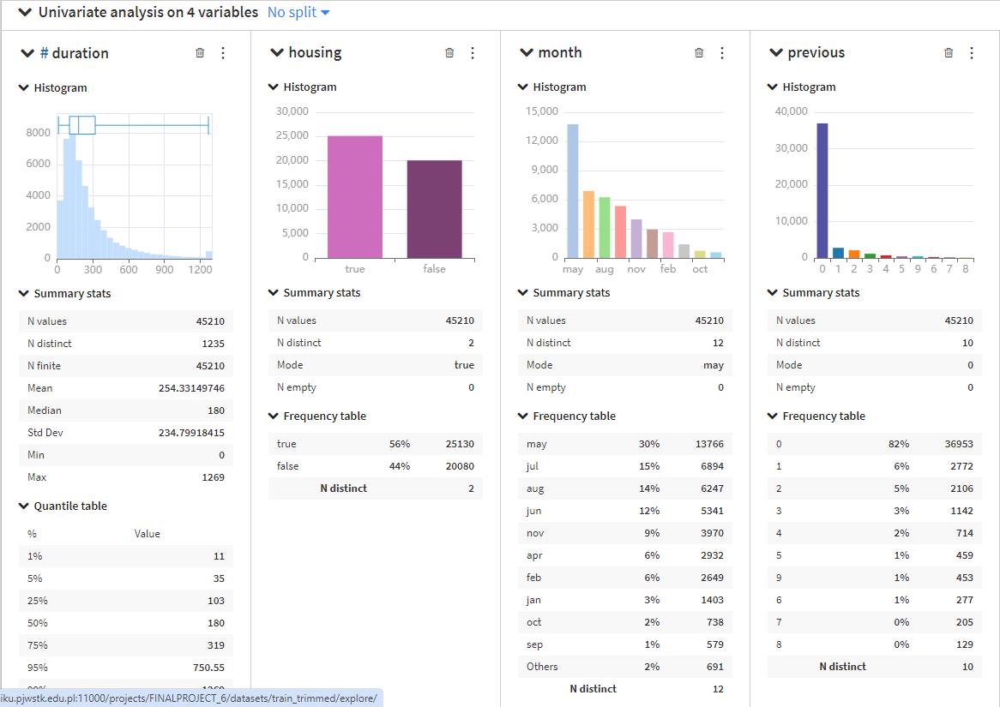 Univariate analysis on 4 variables No split
# duration
Histogram
8000
6000
4000
2000
0
0 300 600 900 1200
Summary stats
N values 45210
N distinct 1235
N finite 45210
Mean 254.33149746
Median 180
Std Dev 234.79918415
Min 0
Max 1269
Quantile table
% Value
1% 11
5% 35
25% 103
50% 180
75% 319
95% 750.55
housing
Histogram
30,000
25,000
20,000
15,000
10,000
5,000
0
true false
Summary stats
N values 45210
N distinct 2
Mode true
N empty 0
Frequency table
true 56% 25130
false 44% 20080
N distinct 2
month
Histogram
15,000
12,000
9,000
6,000
3,000
0
may aug nov feb oct
Summary stats
N values 45210
N distinct 12
Mode may
N empty 0
Frequency table
may 30% 13766
jul 15% 6894
aug 14% 6247
jun 12% 5341
nov 9% 3970
apr 6% 2932
feb 6% 2649
jan 3% 1403
oct 2% 738
sep 1% 579
Others 2% 691
N distinct 12
previous
Histogram
40,000
30,000
20,000
10,000
0
0 1 2 3 4 5 9 6 7 8
Summary stats
N values 45210
N distinct 10
Mode 0
N empty 0
Frequency table
0 82% 36953
1 6% 2772
2 5% 2106
3 3% 1142
4 2% 714
5 1% 459
9 1% 453
6 1% 277
7 0% 205
8 0% 129
N distinct 10
iku.pjwstk.edu.pl:11000/projects/FINALPROJECT_6/datasets/train_trimmed/explore/